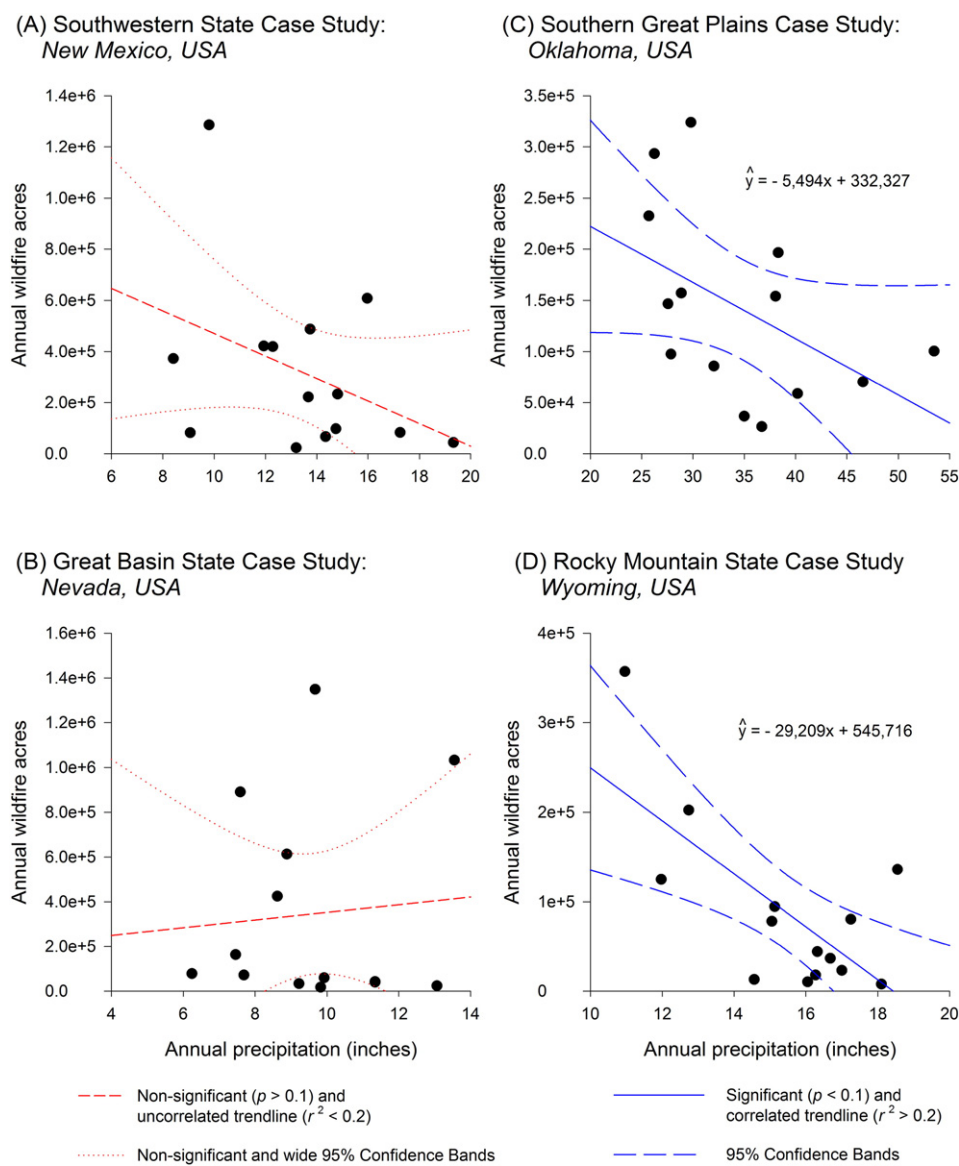 (A) Southwestern State Case Study:
New Mexico, USA
Annual wildfire acres
1.4e+6
1.2e+6
1.0e+6
8.0e+5
6.0e+5
4.0e+5
2.0e+5
0.0
6 8 10 12 14 16 18 20
(C) Southern Great Plains Case Study:
Oklahoma, USA
Annual wildfire acres
3.5e+5
3.0e+5
2.5e+5
2.0e+5
1.5e+5
1.0e+5
5.0e+4
0.0
ŷ = - 5,494x + 332,327
20 25 30 35 40 45 50 55
(B) Great Basin State Case Study:
Nevada, USA
Annual wildfire acres
1.6e+6
1.4e+6
1.2e+6
1.0e+6
8.0e+5
6.0e+5
4.0e+5
2.0e+5
0.0
4 6 8 10 12 14
Annual precipitation (inches)
(D) Rocky Mountain State Case Study
Wyoming, USA
Annual wildfire acres
4e+5
3e+5
2e+5
1e+5
0
ŷ = - 29,209x + 545,716
10 12 14 16 18 20
Annual precipitation (inches)
Non-significant (p > 0.1) and
uncorrelated trendline (r² < 0.2)
Non-significant and wide 95% Confidence Bands
Significant (p < 0.1) and
correlated trendline (r² > 0.2)
95% Confidence Bands